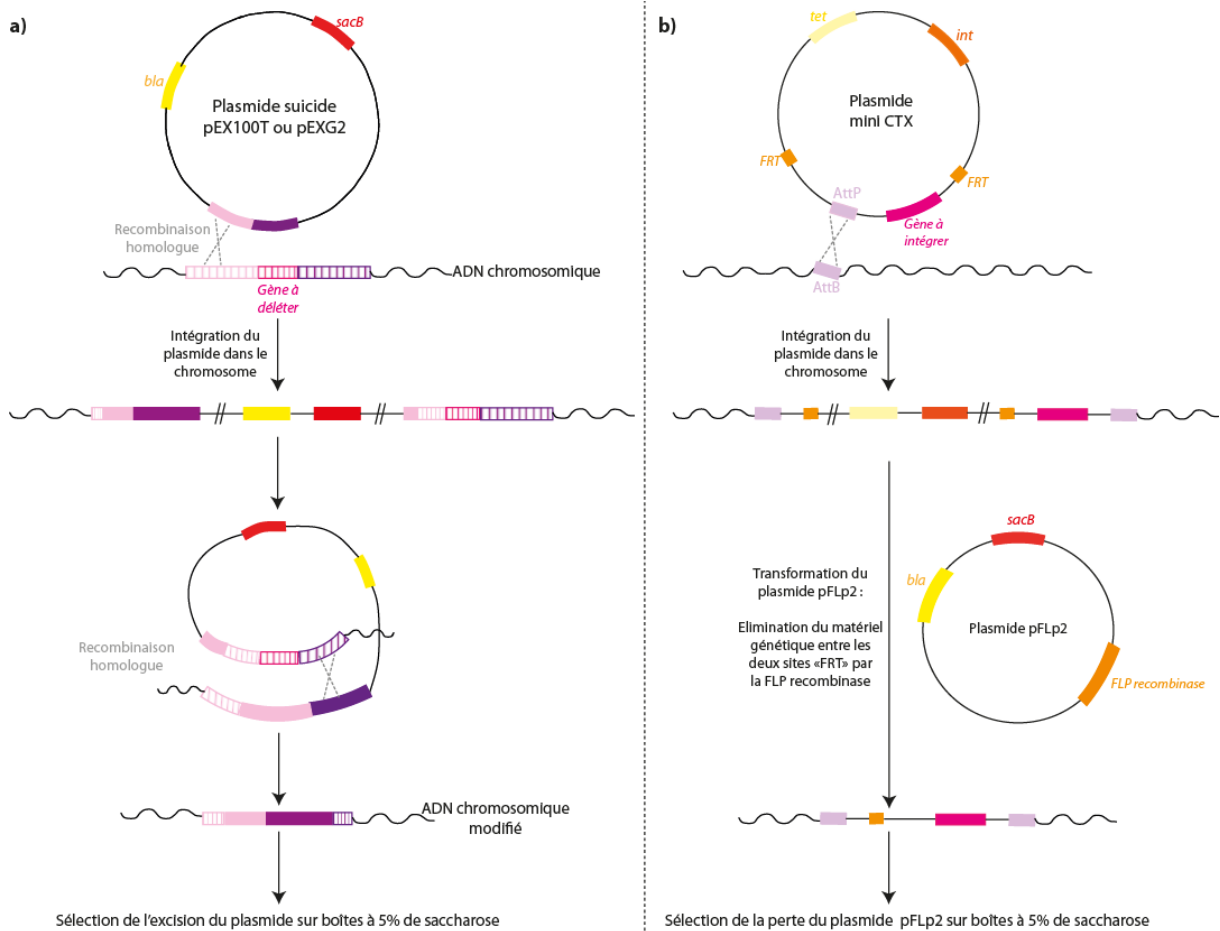 a)
sacB
bla
Plasmide suicide
pEX100T ou pEXG2
Recombinaison
homologue
ADN chromosomique
Gène à
déléter
Intégration du
plasmide dans le
chromosome
Recombinaison
homologue
ADN chromosomique
modifié
Sélection de l'excision du plasmide sur boîtes à 5% de saccharose
b)
tet
int
Plasmide
mini CTX
FRT
FRT
AttP
Gène à
intégrer
AttB
Intégration du
plasmide dans le
chromosome
Transformation du
plasmide pFLp2 :
Elimination du matériel
génétique entre les
deux sites «FRT» par
la FLP recombinase
sacB
bla
Plasmide pFLp2
FLP recombinase
Sélection de la perte du plasmide pFLp2 sur boîtes à 5% de saccharose